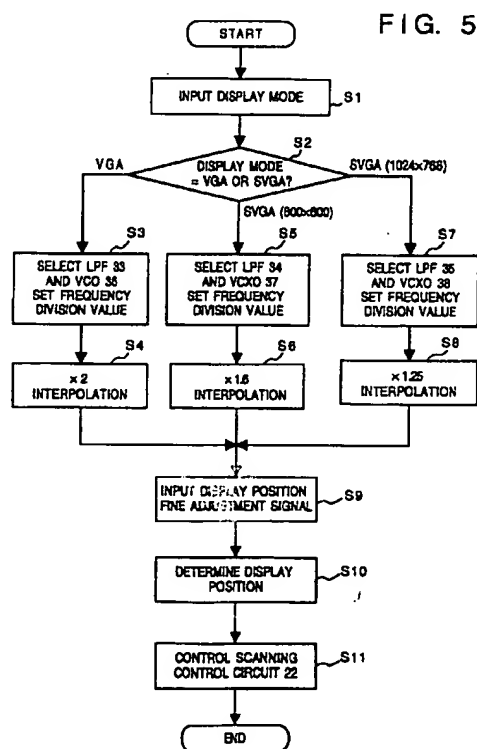 FIG. 5
START
INPUT DISPLAY MODE
S1
S2
VGA
DISPLAY MODE
= VGA OR SVGA?
SVGA (1024×768)
SVGA (800×600)
S3
SELECT LPF 33
AND VCO 36
SET FREQUENCY
DIVISION VALUE
S5
SELECT LPF 34
AND VCXO 37
SET FREQUENCY
DIVISION VALUE
S7
SELECT LPF 35
AND VCXO 38
SET FREQUENCY
DIVISION VALUE
S4
×2
INTERPOLATION
S6
×1.6
INTERPOLATION
S8
×1.25
INTERPOLATION
INPUT DISPLAY POSITION
FINE ADJUSTMENT SIGNAL
S9
DETERMINE DISPLAY
POSITION
S10
CONTROL SCANNING
CONTROL CIRCUIT 22
S11
END